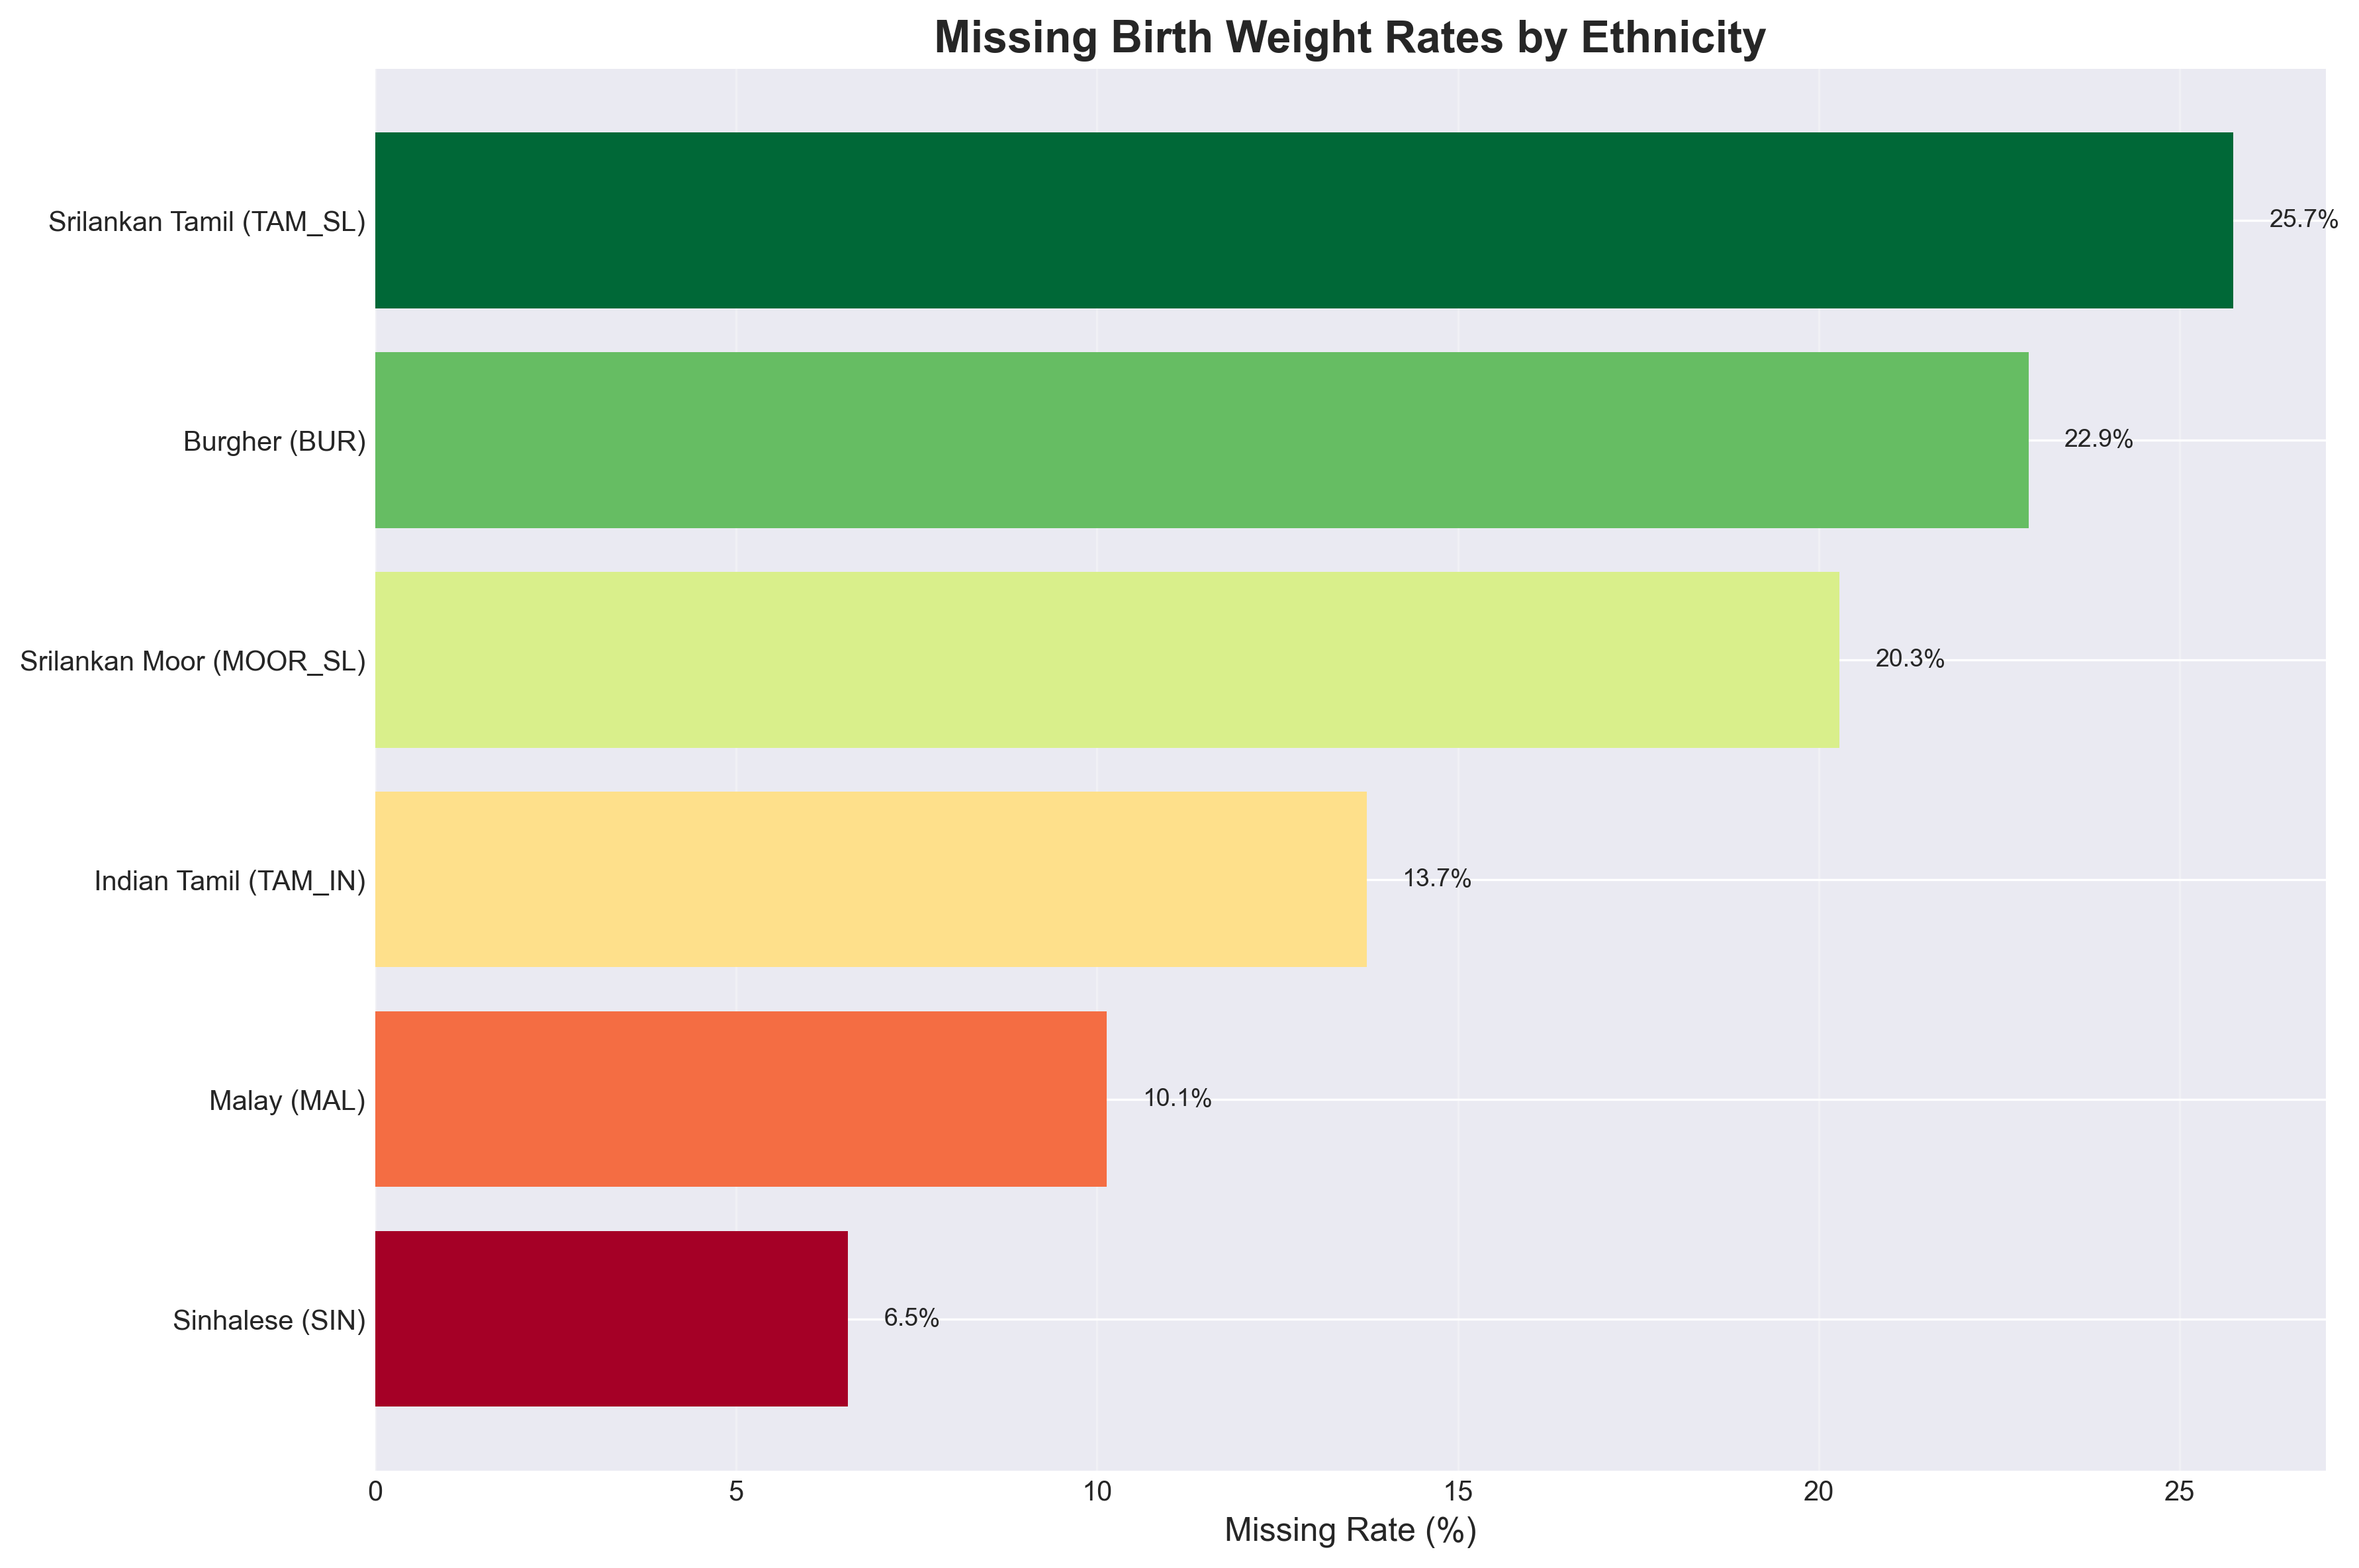 Missing Birth Weight Rates by Ethnicity
Srilankan Tamil (TAM_SL)
25.7%
Burgher (BUR)
22.9%
Srilankan Moor (MOOR_SL)
20.3%
Indian Tamil (TAM_IN)
13.7%
Malay (MAL)
10.1%
Sinhalese (SIN)
6.5%
0 5 10 15 20 25
Missing Rate (%)